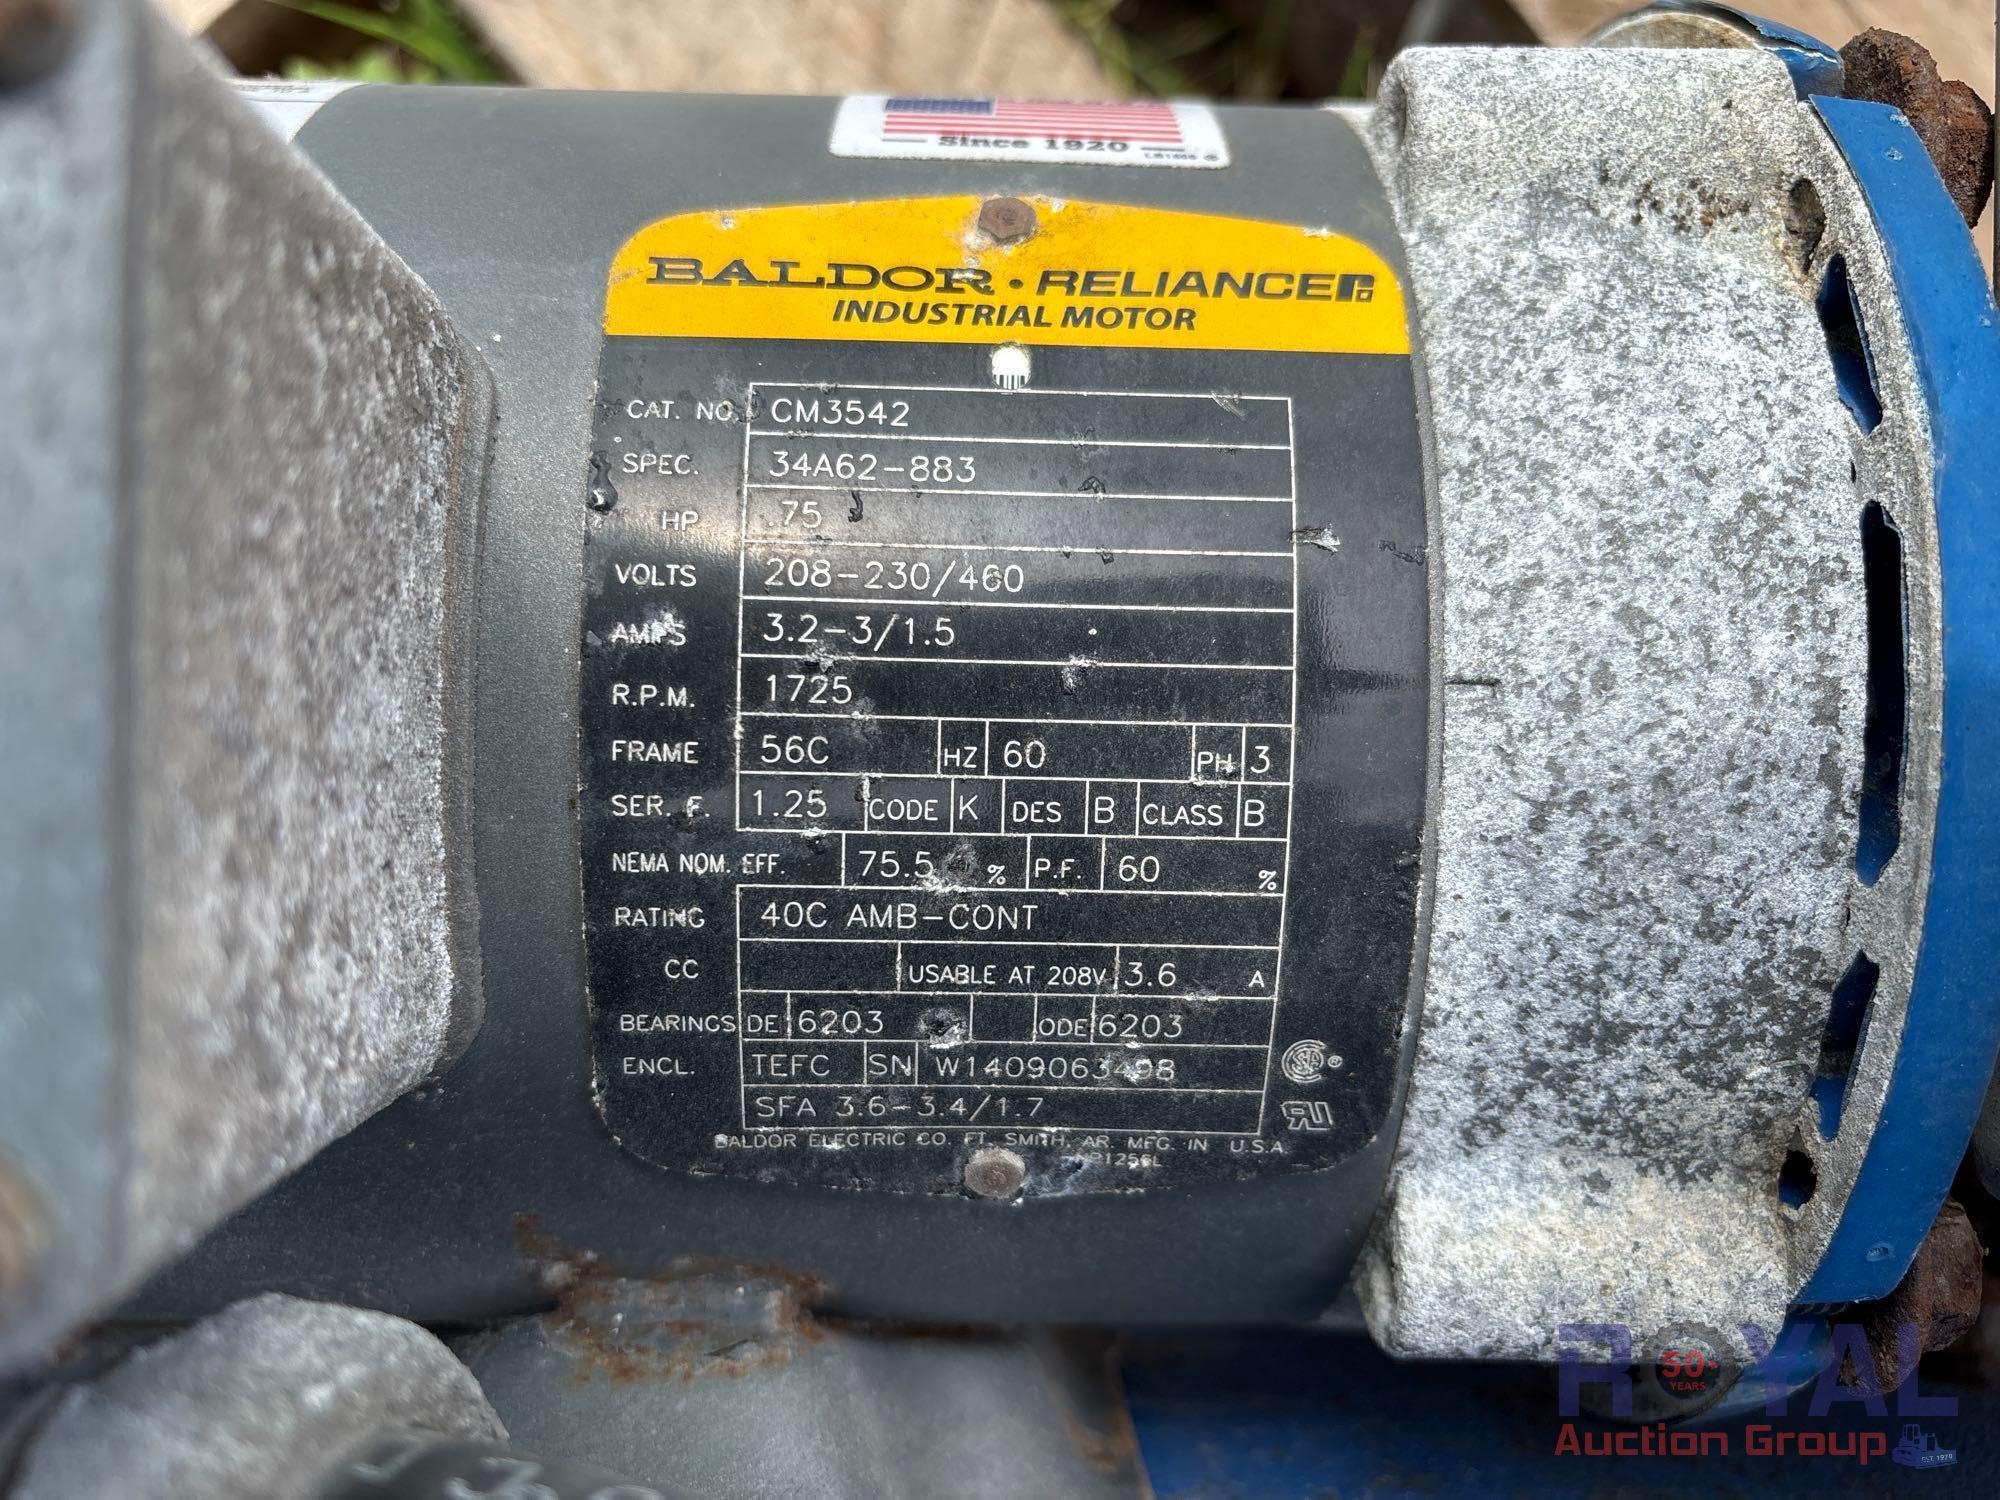 Since 1920
BALDOR · RELIANCE
INDUSTRIAL MOTOR
CAT. NO. CM3542
SPEC. 34A62-883
HP .75
VOLTS 208-230/460
AMPS 3.2-3/1.5
R.P.M. 1725
FRAME 56C HZ 60 PH 3
SER. F. 1.25 CODE K DES B CLASS B
NEMA NOM. EFF. 75.5 % P.F. 60 %
RATING 40C AMB-CONT
CC USABLE AT 208V 3.6 A
BEARINGS DE 6203 ODE 6203
ENCL. TEFC SN W1409063498
SFA 3.6-3.4/1.7
BALDOR ELECTRIC CO. FT. SMITH, AR. MFG. IN U.S.A.
NP1256L
ROYAL
50+
YEARS
Auction Group
EST. 1970